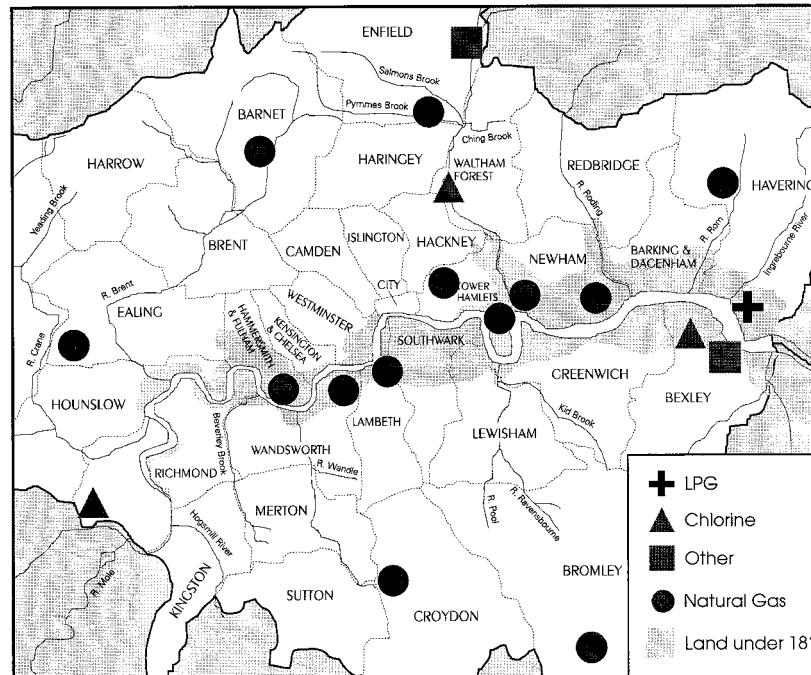 ENFIELD
Salmons Brook
Pymmes Brook
BARNET
Ching Brook
HARROW
HARINGEY
WALTHAM
FOREST
REDBRIDGE
HAVERING
R. Roding
Yeading Brook
BRENT
CAMDEN
ISLINGTON
HACKNEY
NEWHAM
BARKING &
DAGENHAM
R. Rom
Ingrebourne River
R. Brent
CITY
TOWER
HAMLETS
EALING
WESTMINSTER
KENSINGTON
& CHELSEA
HAMMERSMITH
& FULHAM
SOUTHWARK
R. Crane
GREENWICH
BEXLEY
HOUNSLOW
LAMBETH
Kid Brook
Beverley Brook
WANDSWORTH
LEWISHAM
RICHMOND
R. Wandle
MERTON
R. Pool
R. Ravensbourne
Hogsmill River
R. Mole
KINGSTON
SUTTON
CROYDON
BROMLEY
LPG
Chlorine
Other
Natural Gas
Land under 18'